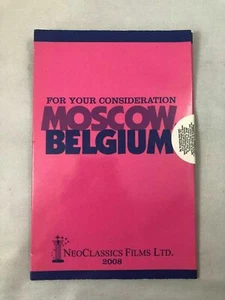 FOR YOUR CONSIDERATION
MOSCOW
BELGIUM
NEOCLASSICS FILMS LTD.
2008